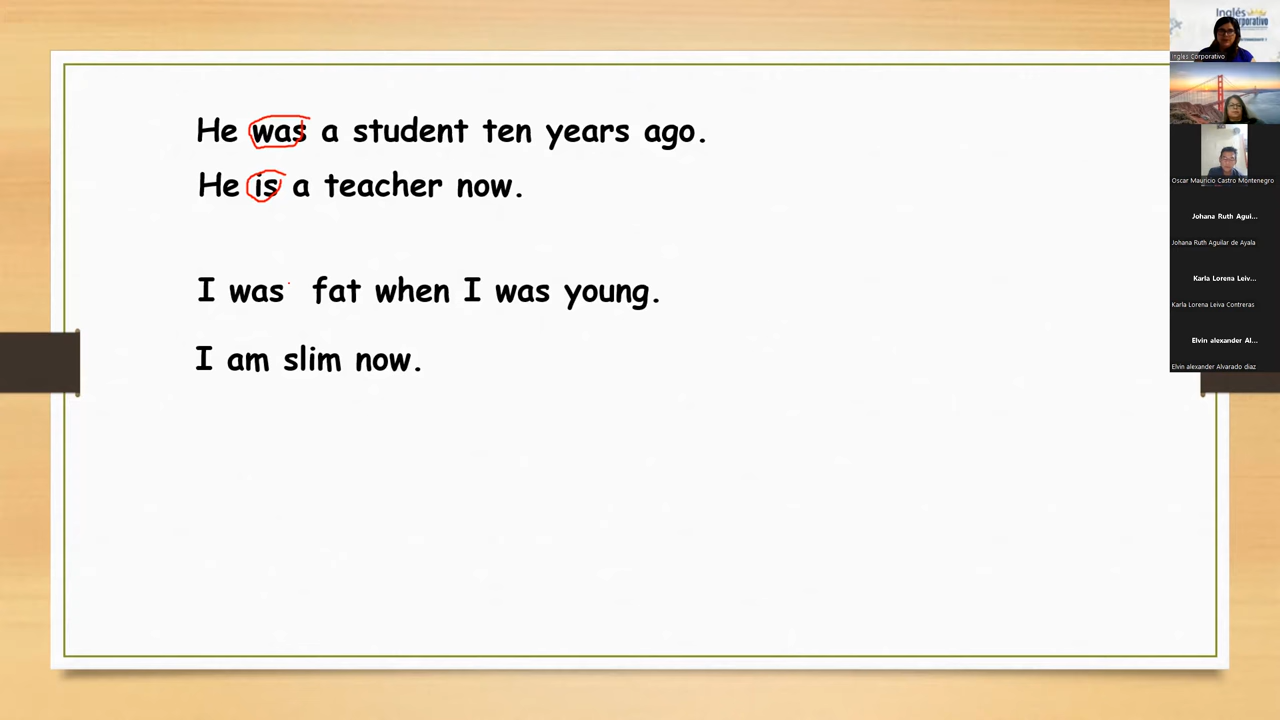 He was a student ten years ago.
He is a teacher now.
I was fat when I was young.
I am slim now.
Inglés
Corporativo
Ingles Corporativo
Oscar Mauricio Castro Montenegro
Johana Ruth Agui...
Johana Ruth Aguilar de Ayala
Karla Lorena Leiv...
Karla Lorena Leiva Contreras
Elvin alexander Al...
Elvin alexander Alvarado diaz